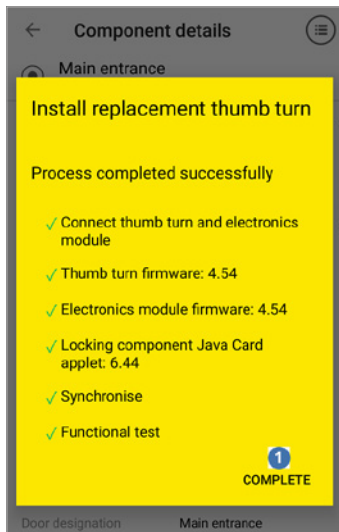 Component details
Main entrance
Install replacement thumb turn
Process completed successfully
✓ Connect thumb turn and electronics
module
✓ Thumb turn firmware: 4.54
✓ Electronics module firmware: 4.54
✓ Locking component Java Card
applet: 6.44
✓ Synchronise
✓ Functional test
1
COMPLETE
Door designation Main entrance